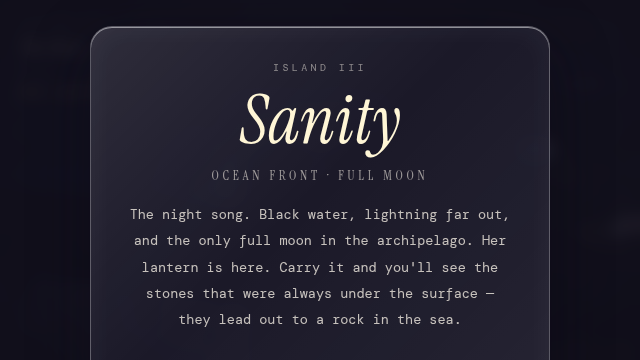 ISLAND III
Sanity
OCEAN FRONT · FULL MOON
The night song. Black water, lightning far out,
and the only full moon in the archipelago. Her
lantern is here. Carry it and you'll see the
stones that were always under the surface —
they lead out to a rock in the sea.